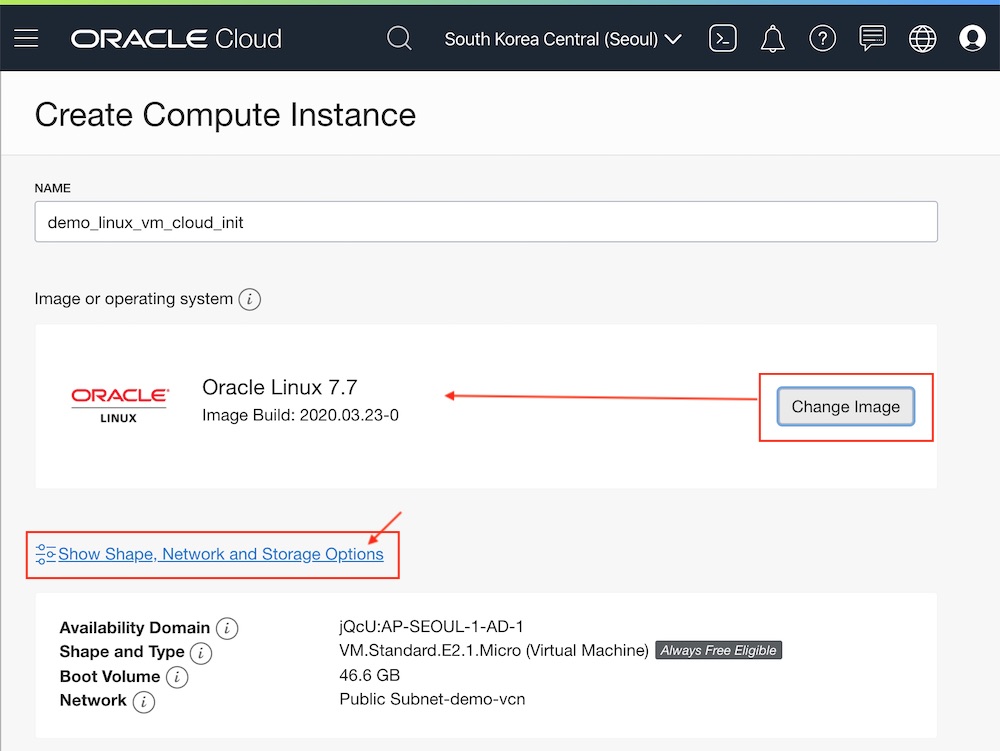 ORACLE Cloud
South Korea Central (Seoul)
Create Compute Instance
NAME
demo_linux_vm_cloud_init
Image or operating system i
ORACLE®
LINUX
Oracle Linux 7.7
Image Build: 2020.03.23-0
Change Image
Show Shape, Network and Storage Options
Availability Domain i jQcU:AP-SEOUL-1-AD-1
Shape and Type i VM.Standard.E2.1.Micro (Virtual Machine) Always Free Eligible
Boot Volume i 46.6 GB
Network i Public Subnet-demo-vcn